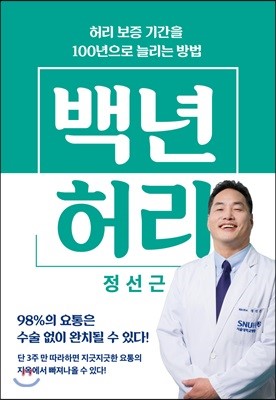 허리 보증 기간을
100년으로 늘리는 방법
백년
허리
정선근
SNUH
98%의 요통은
수술 없이 완치될 수 있다!
단 3주 만 따라하면 지긋지긋한 요통의
지옥에서 빠져나올 수 있다!